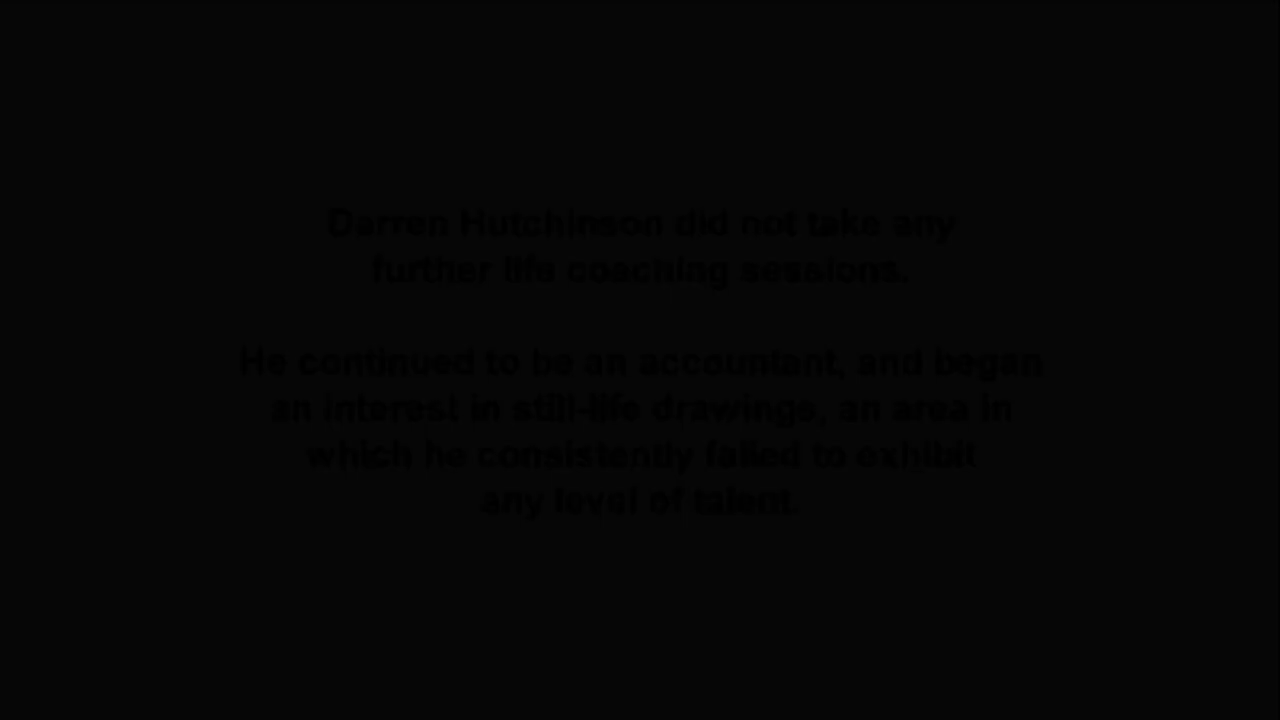 Darren Hutchinson did not take any
further life coaching sessions.
He continued to be an accountant, and began
an interest in still-life drawings, an area in
which he consistently failed to exhibit
any level of talent.